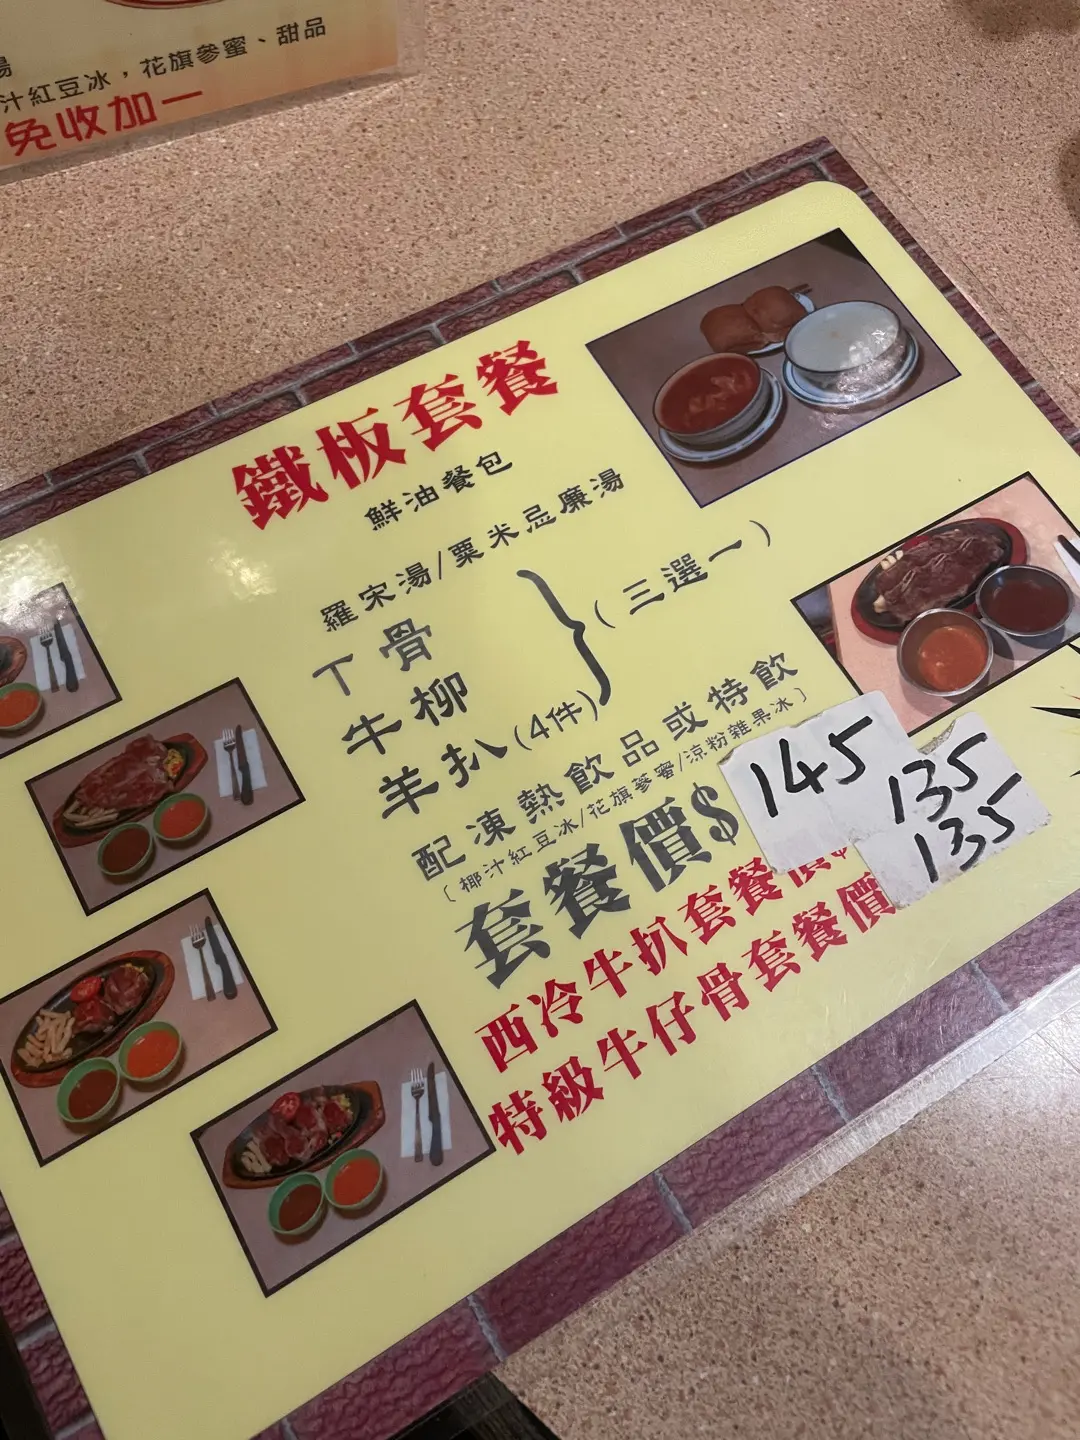 湯
汁紅豆冰，花旗參蜜、甜品
免收加一
鐵板套餐
鮮油餐包
羅宋湯/粟米忌廉湯
丁骨
牛柳
羊扒(4件)
(三選一)
配凍熱飲品或特飲
(椰汁紅豆冰/花旗蔘蜜/涼粉雜果冰)
套餐價$145
西冷牛扒套餐價$135
特級牛仔骨套餐價135